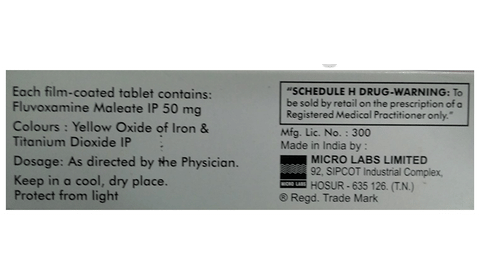 Each film-coated tablet contains:
Fluvoxamine Maleate IP 50 mg
Colours : Yellow Oxide of Iron &
Titanium Dioxide IP
Dosage: As directed by the Physician.
Keep in a cool, dry place.
Protect from light
"SCHEDULE H DRUG-WARNING: To
be sold by retail on the prescription of a
Registered Medical Practitioner only."
Mfg. Lic. No. : 300
Made in India by :
MICRO LABS LIMITED
92, SIPCOT Industrial Complex,
HOSUR - 635 126. (T.N.)
MICRO LABS
® Regd. Trade Mark